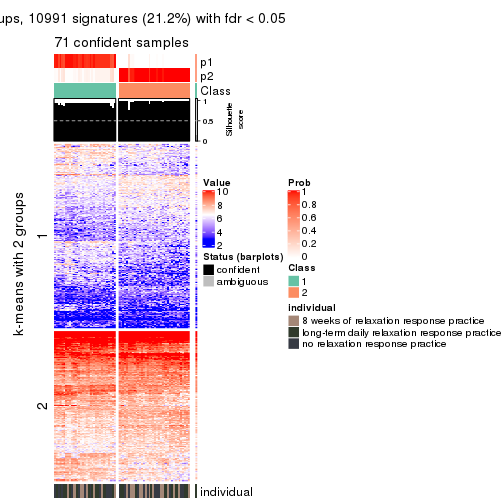 ups, 10991 signatures (21.2%) with fdr < 0.05
71 confident samples
p1
p2
Class
1
0.5
0
Silhouette
score
k-means with 2 groups
1
2
Value
10
8
6
4
2
Status (barplots)
confident
ambiguous
Prob
1
0.8
0.6
0.4
0.2
0
Class
1
2
individual
8 weeks of relaxation response practice
long-term daily relaxation response practice
no relaxation response practice
individual